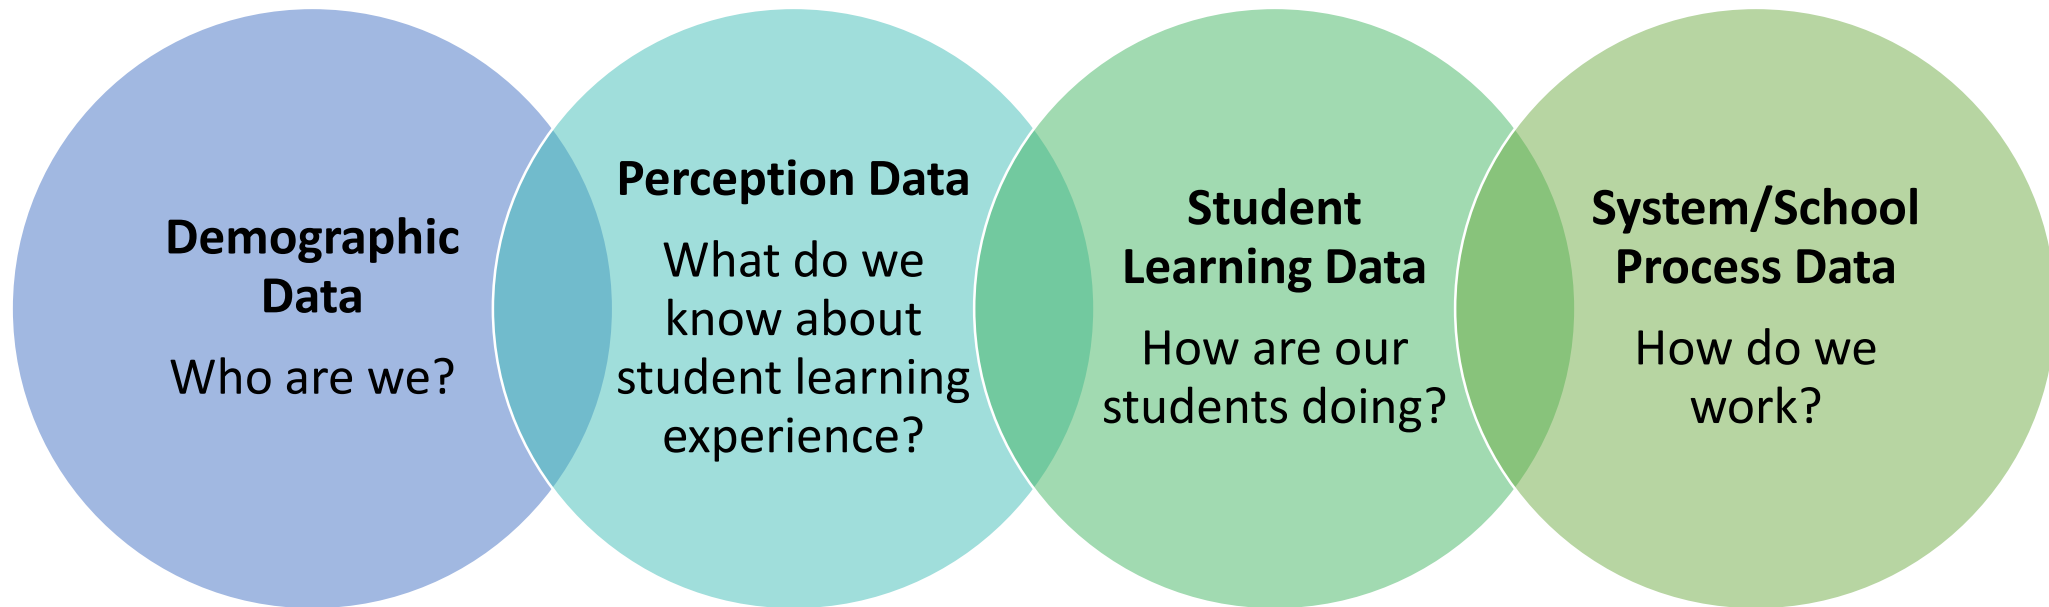 Demographic
Data
Who are we?
Perception Data
What do we
know about
student learning
experience?
Student
Learning Data
How are our
students doing?
System/School
Process Data
How do we
work?